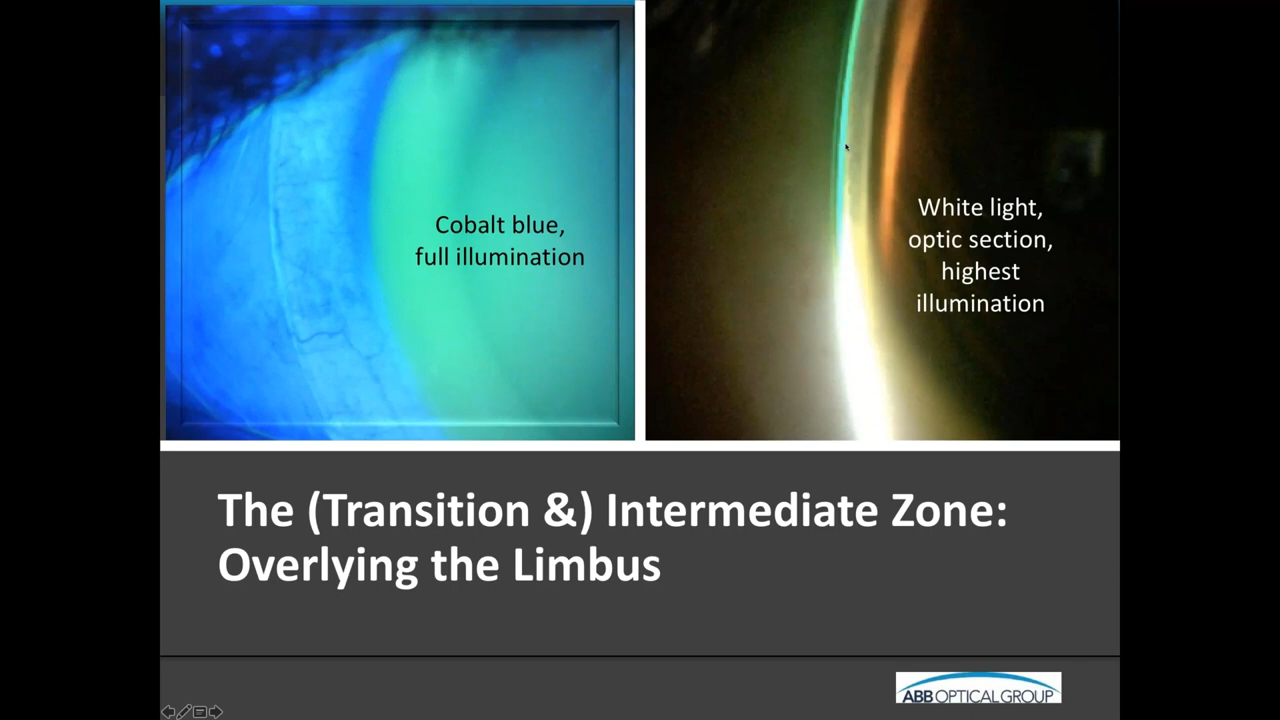 Cobalt blue,
full illumination
White light,
optic section,
highest
illumination
The (Transition &) Intermediate Zone:
Overlying the Limbus
ABB OPTICAL GROUP